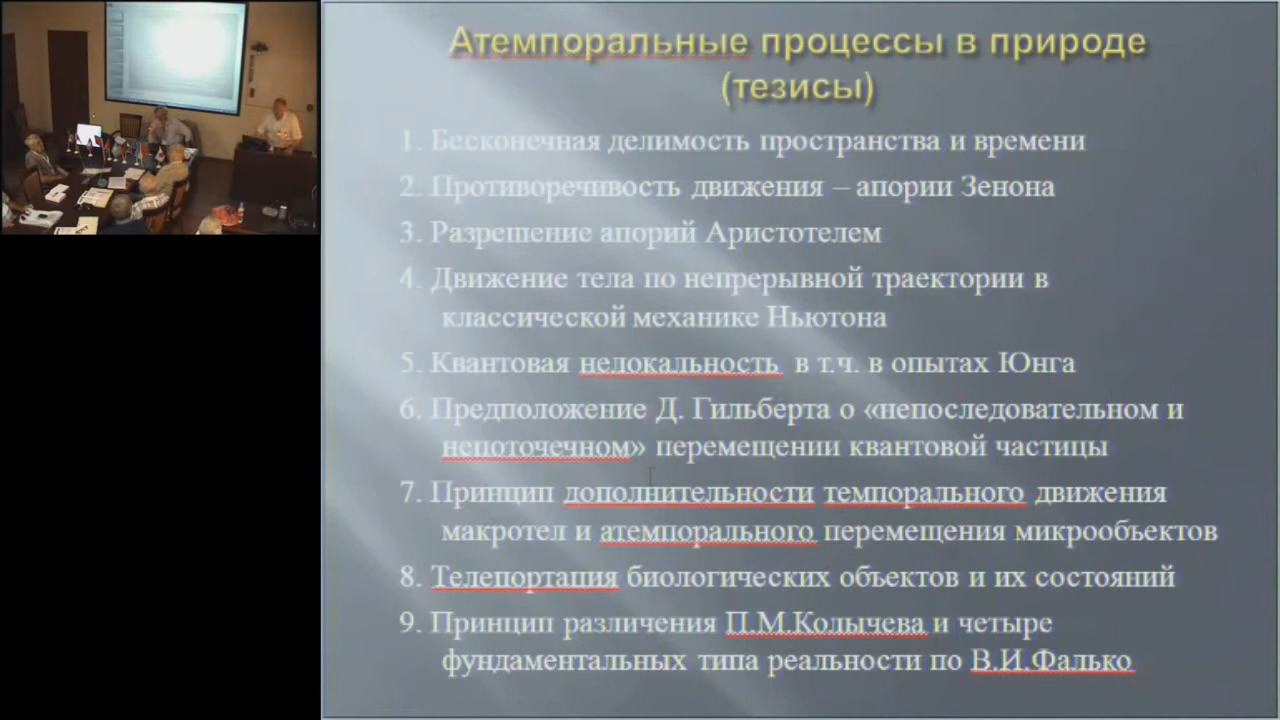 Атемпоральные процессы в природе
(тезисы)
1. Бесконечная делимость пространства и времени
2. Противоречивость движения – апории Зенона
3. Разрешение апорий Аристотелем
4. Движение тела по непрерывной траектории в
классической механике Ньютона
5. Квантовая нелокальность в т.ч. в опытах Юнга
6. Предположение Д. Гильберта о «непоследовательном и
непоточечном» перемещении квантовой частицы
7. Принцип дополнительности темпорального движения
макротел и атемпорального перемещения микрообъектов
8. Телепортация биологических объектов и их состояний
9. Принцип различения П.М.Колычева и четыре
фундаментальных типа реальности по В.И.Фалько